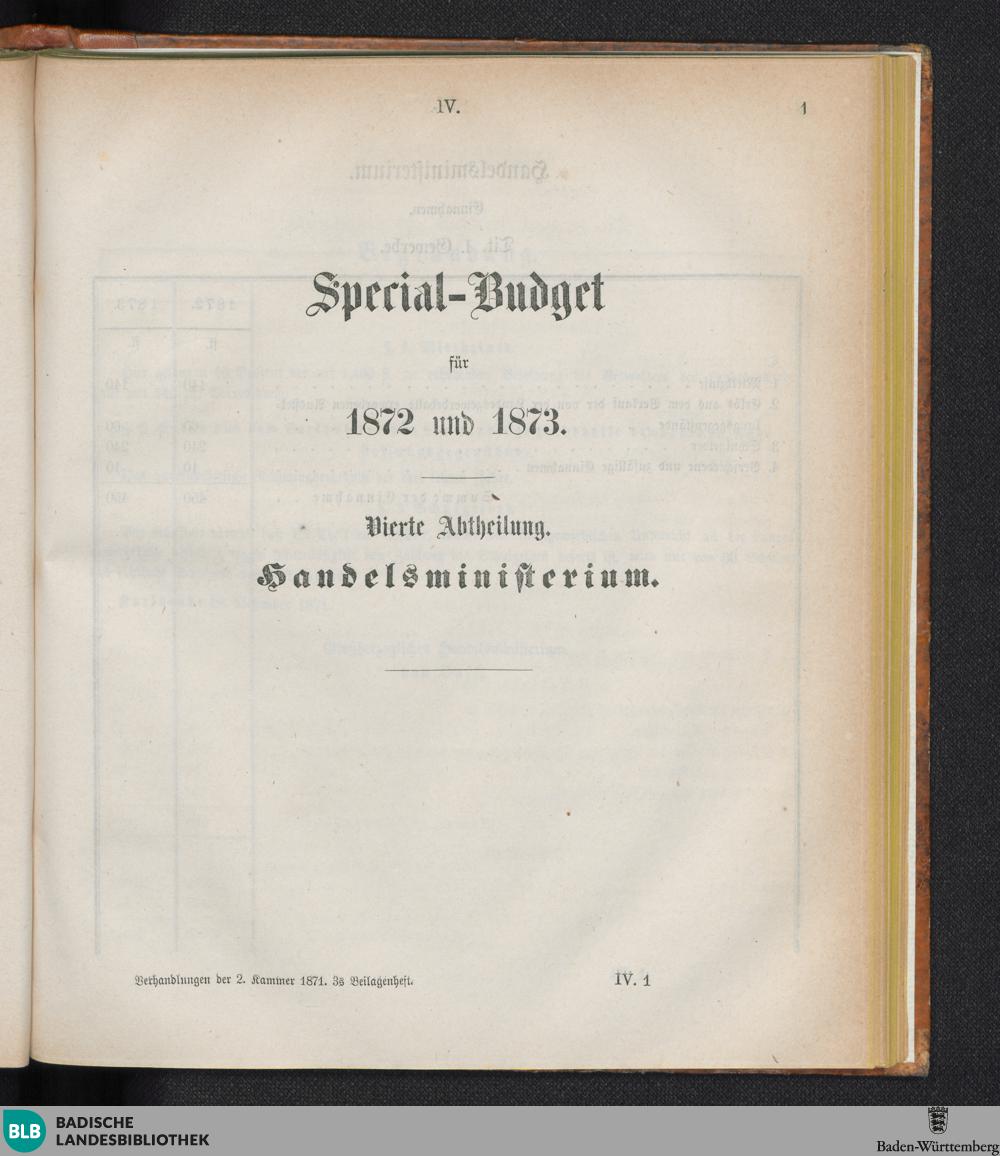 IV. 1
Special-Budget
für
1872 und 1873.
Vierte Abtheilung.
Handelsministerium.
Verhandlungen der 2. Kammer 1871. 3s Beilagenheft. IV. 1
BLB BADISCHE
LANDESBIBLIOTHEK
Baden-Württemberg